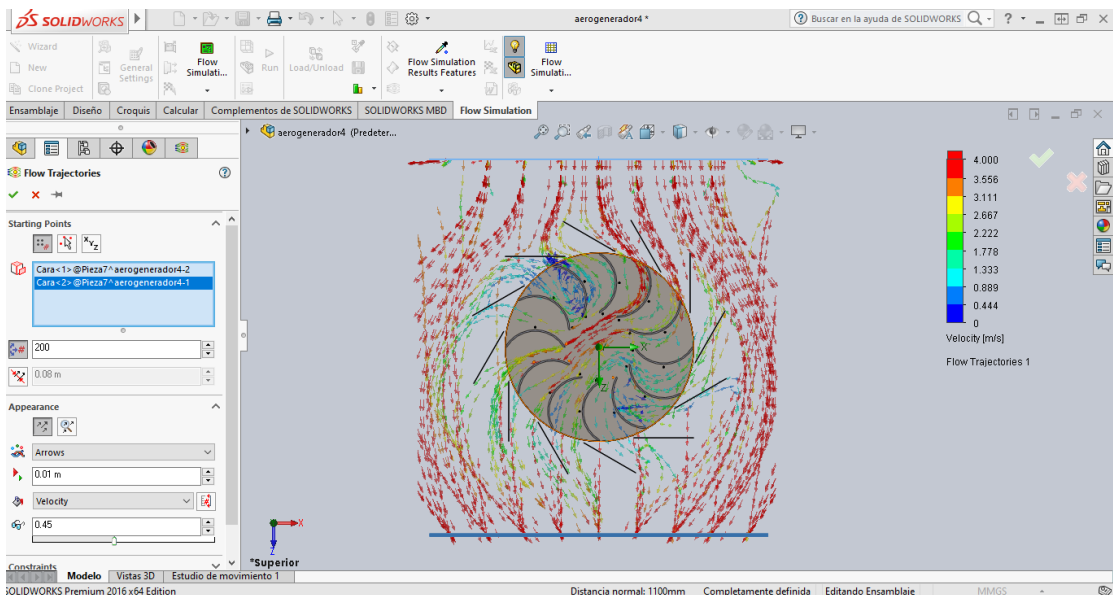 SOLIDWORKS
aerogenerador4 *
Buscar en la ayuda de SOLIDWORKS
Wizard
New
Clone Project
General Settings
Flow Simulati...
Run
Load/Unload
Flow Simulation Results Features
Flow Simulati...
Ensamblaje
Diseño
Croquis
Calcular
Complementos de SOLIDWORKS
SOLIDWORKS MBD
Flow Simulation
aerogenerador4 (Predeter...
Flow Trajectories
Starting Points
Cara<1>@Pieza7^aerogenerador4-2
Cara<2>@Pieza7^aerogenerador4-1
200
0.08 m
Appearance
Arrows
0.01 m
Velocity
0.45
Constraints
4.000
3.556
3.111
2.667
2.222
1.778
1.333
0.889
0.444
0
Velocity [m/s]
Flow Trajectories 1
X
Z
X
Z
*Superior
Modelo
Vistas 3D
Estudio de movimiento 1
SOLIDWORKS Premium 2016 x64 Edition
Distancia normal: 1100mm
Completamente definida
Editando Ensamblaje
MMGS